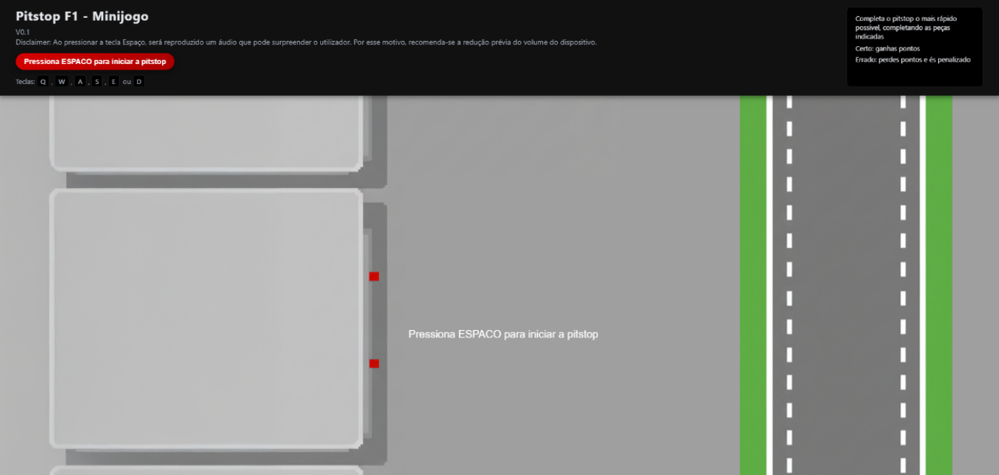 Pitstop F1 - Minijogo
V0.1
Disclaimer: Ao pressionar a tecla Espaço, será reproduzido um áudio que pode surpreender o utilizador. Por esse motivo, recomenda-se a redução prévia do volume do dispositivo.
Pressiona ESPAÇO para iniciar a pitstop
Teclas: Q , W , A , S , E ou D
Completa o pitstop o mais rápido
possivel, completando as peças
indicadas
Certo: ganhas pontos
Errado: perdes pontos e és penalizado
Pressiona ESPACO para iniciar a pitstop